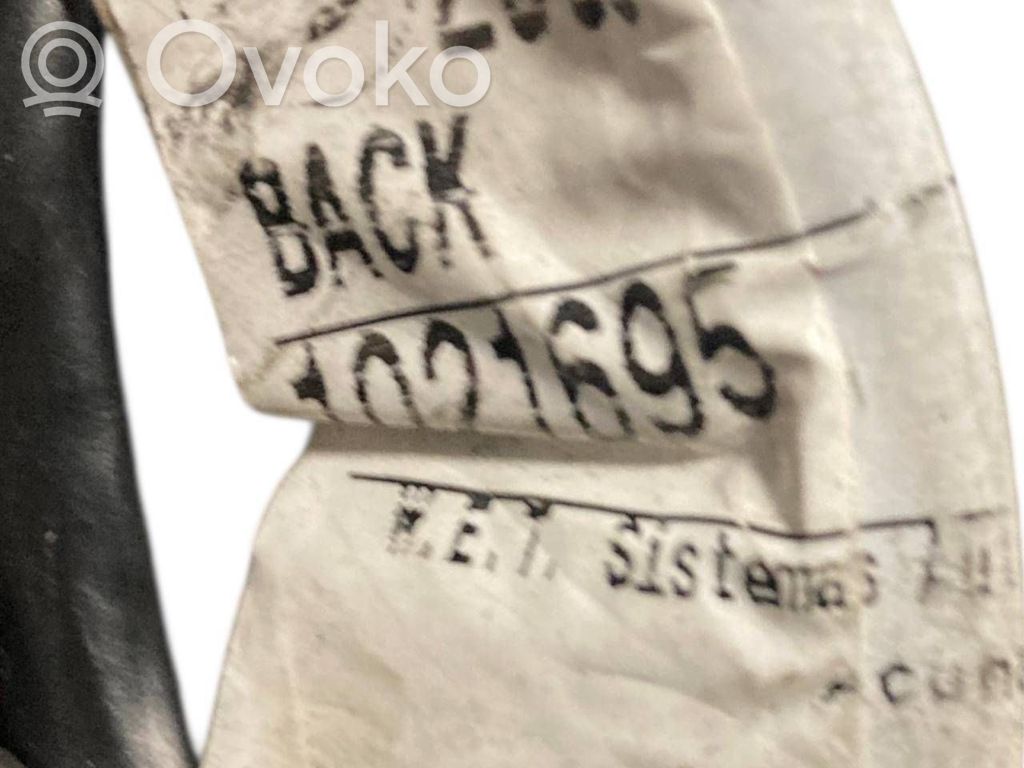 Ovoko
BACK
1021695
W.E.T. Sistemas